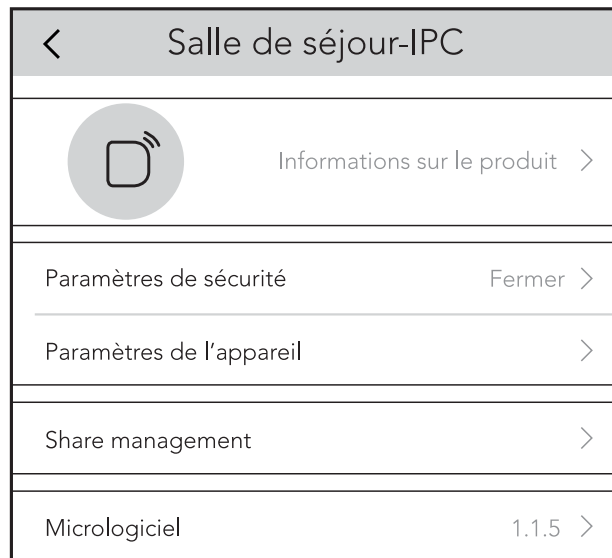 Salle de séjour-IPC
Informations sur le produit
Paramètres de sécurité Fermer
Paramètres de l’appareil
Share management
Micrologiciel 1.1.5